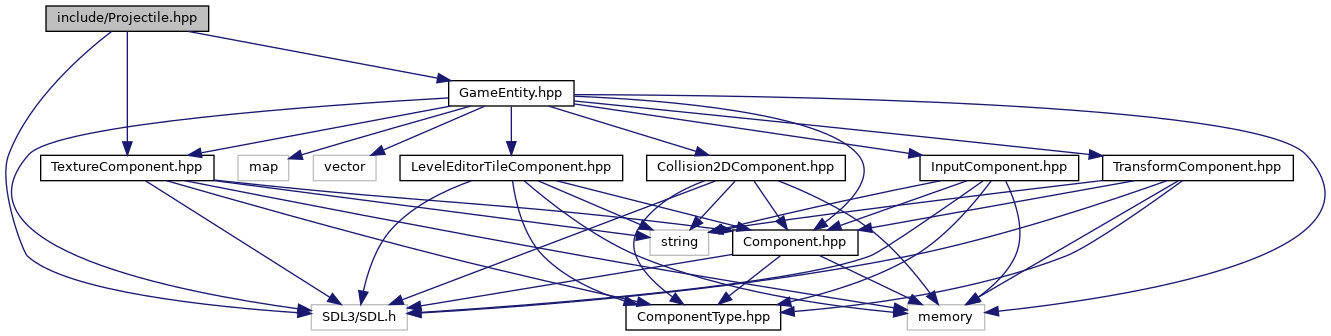 include/Projectile.hpp
GameEntity.hpp
TextureComponent.hpp
map
vector
LevelEditorTileComponent.hpp
Collision2DComponent.hpp
InputComponent.hpp
TransformComponent.hpp
string
Component.hpp
SDL3/SDL.h
ComponentType.hpp
memory